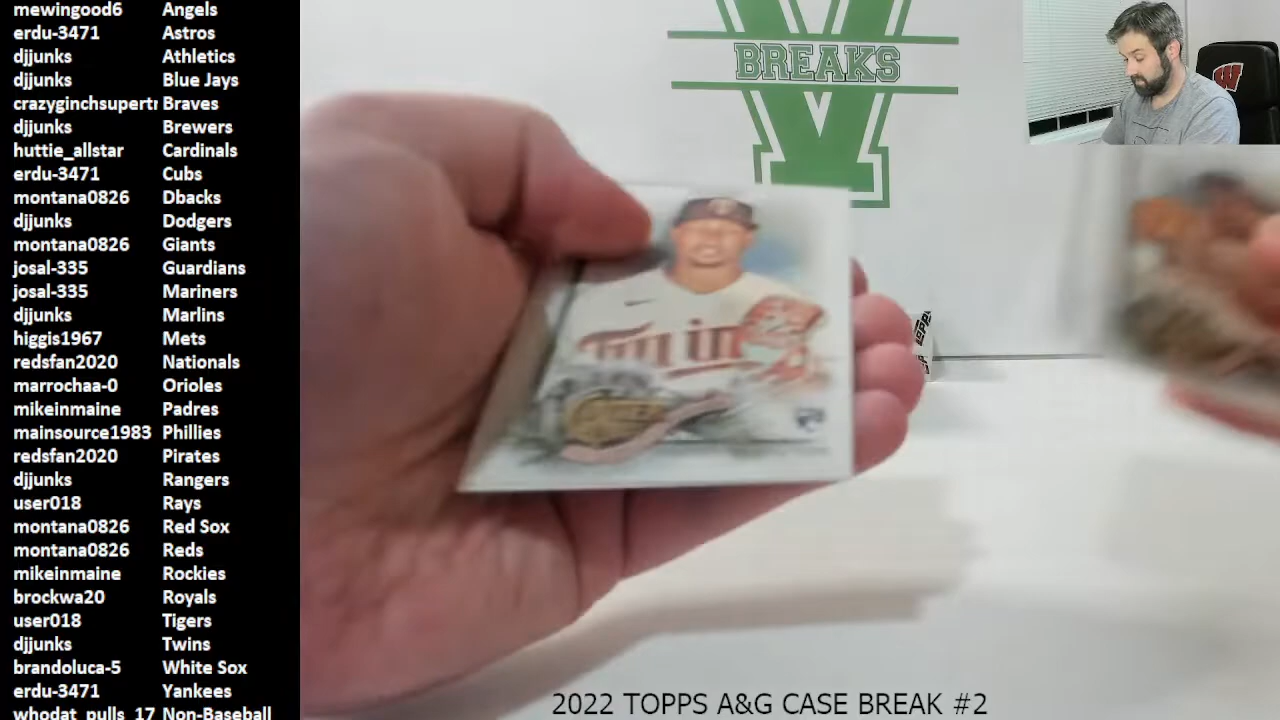 mewingood6 Angels
erdu-3471 Astros
djjunks Athletics
djjunks Blue Jays
crazyginchsupertr Braves
djjunks Brewers
huttie_allstar Cardinals
erdu-3471 Cubs
montana0826 Dbacks
djjunks Dodgers
montana0826 Giants
josal-335 Guardians
josal-335 Mariners
djjunks Marlins
higgis1967 Mets
redsfan2020 Nationals
marrochaa-0 Orioles
mikeinmaine Padres
mainsource1983 Phillies
redsfan2020 Pirates
djjunks Rangers
user018 Rays
montana0826 Red Sox
montana0826 Reds
mikeinmaine Rockies
brockwa20 Royals
user018 Tigers
djjunks Twins
brandoluca-5 White Sox
erdu-3471 Yankees
whodat_pulls_17 Non-Baseball
V
BREAKS
W
Twins
topps
2022 TOPPS A&G CASE BREAK #2